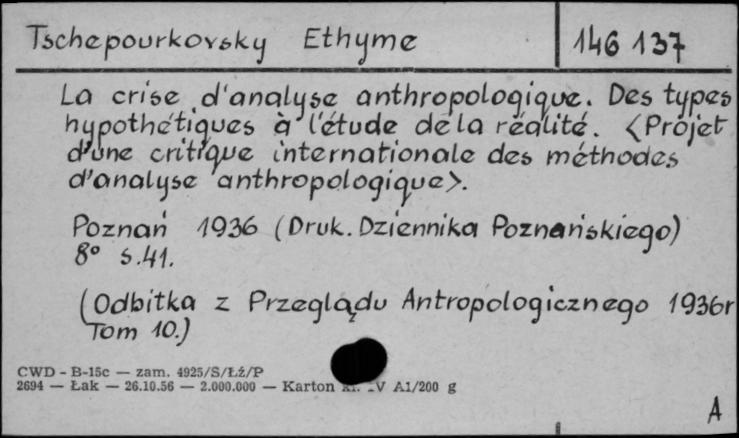 Tschepourkovsky Ethyme 146 137
La crise d'analyse anthropologique. Des types
hypothétiques à l'étude de la réalité. <Projet
d'une critique internationale des méthodes
d'analyse anthropologique>.
Poznań 1936 (Druk. Dziennika Poznańskiego)
8° s.41.
(Odbitka z Przeglądu Antropologicznego 1936r
Tom 10.)
CWD - B-15c — zam. 4925/S/Łź/P
2694 — Łak — 26.10.56 — 2.000.000 — Karton A1/200 g
A